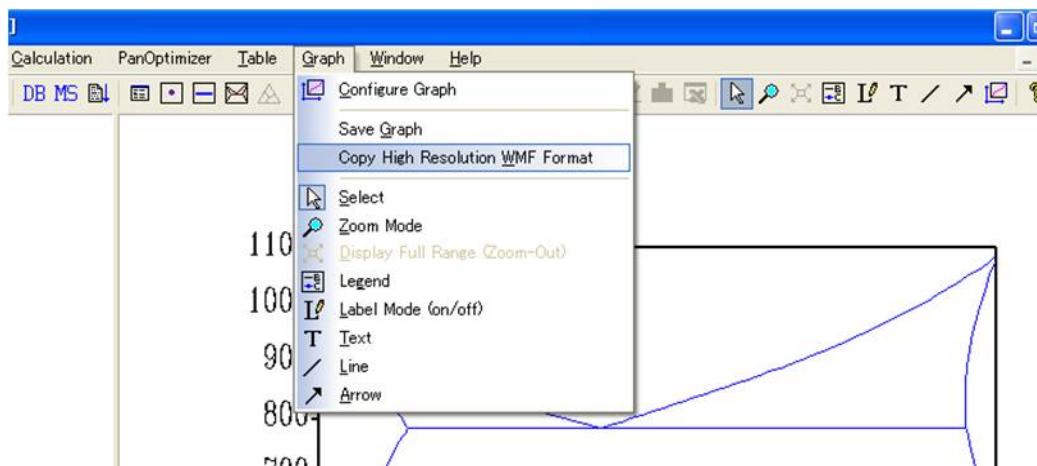 Calculation PanOptimizer Table Graph Window Help
DB MS
Configure Graph
Save Graph
Copy High Resolution WMF Format
Select
Zoom Mode
Display Full Range (Zoom-Out)
Legend
Label Mode (on/off)
Text
Line
Arrow
110
100
90
800
700